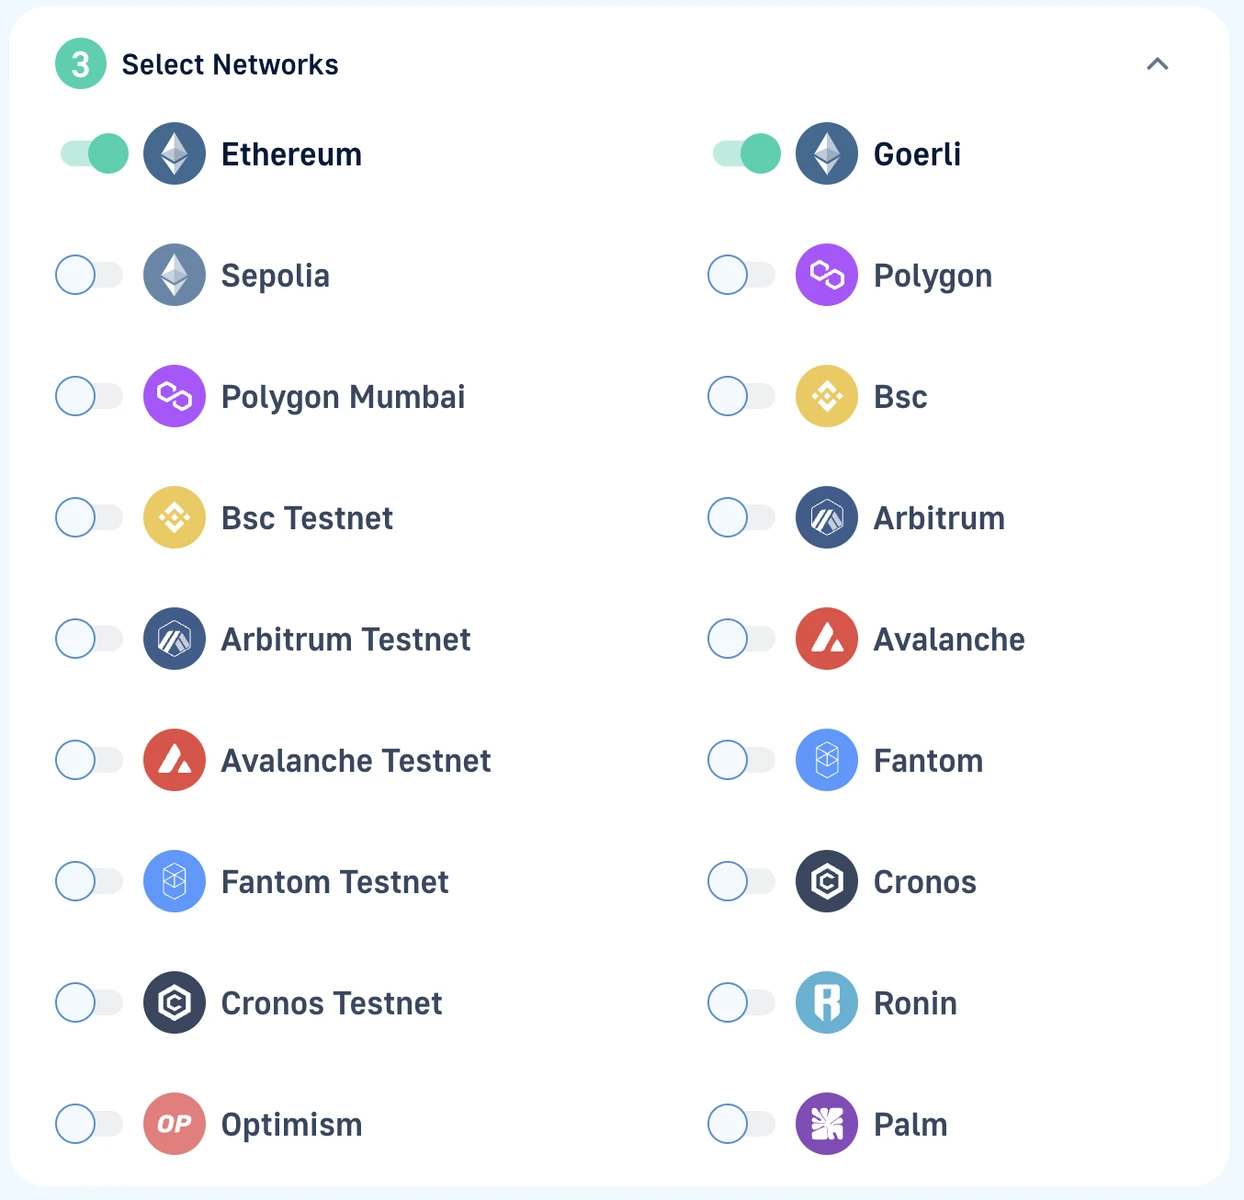 3 Select Networks
Ethereum
Goerli
Sepolia
Polygon
Polygon Mumbai
Bsc
Bsc Testnet
Arbitrum
Arbitrum Testnet
Avalanche
Avalanche Testnet
Fantom
Fantom Testnet
Cronos
Cronos Testnet
Ronin
OP Optimism
Palm